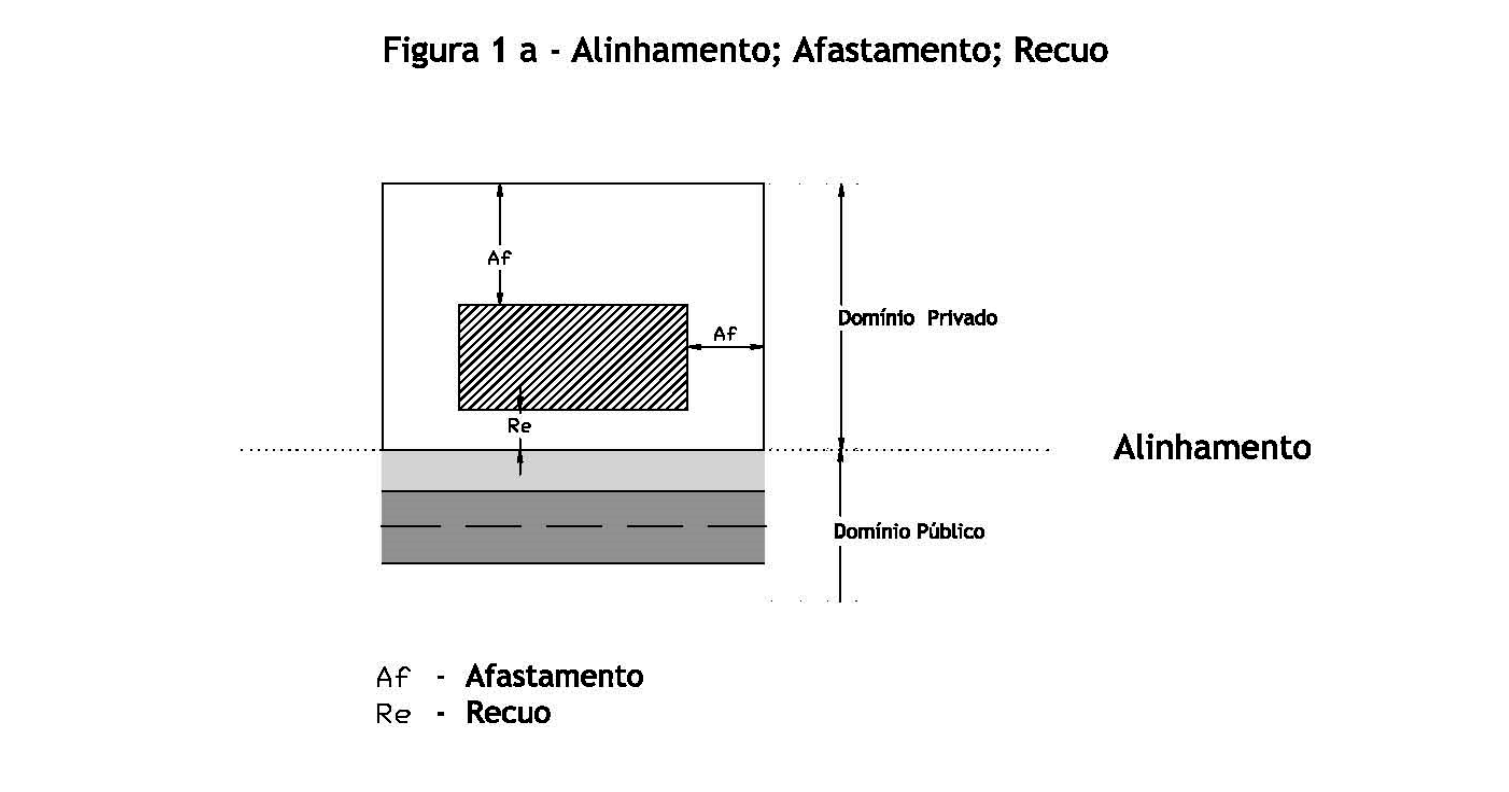 Figura 1 a - Alinhamento; Afastamento; Recuo
Af
Domínio Privado
Af
Re
Alinhamento
Domínio Público
Af - Afastamento
Re - Recuo